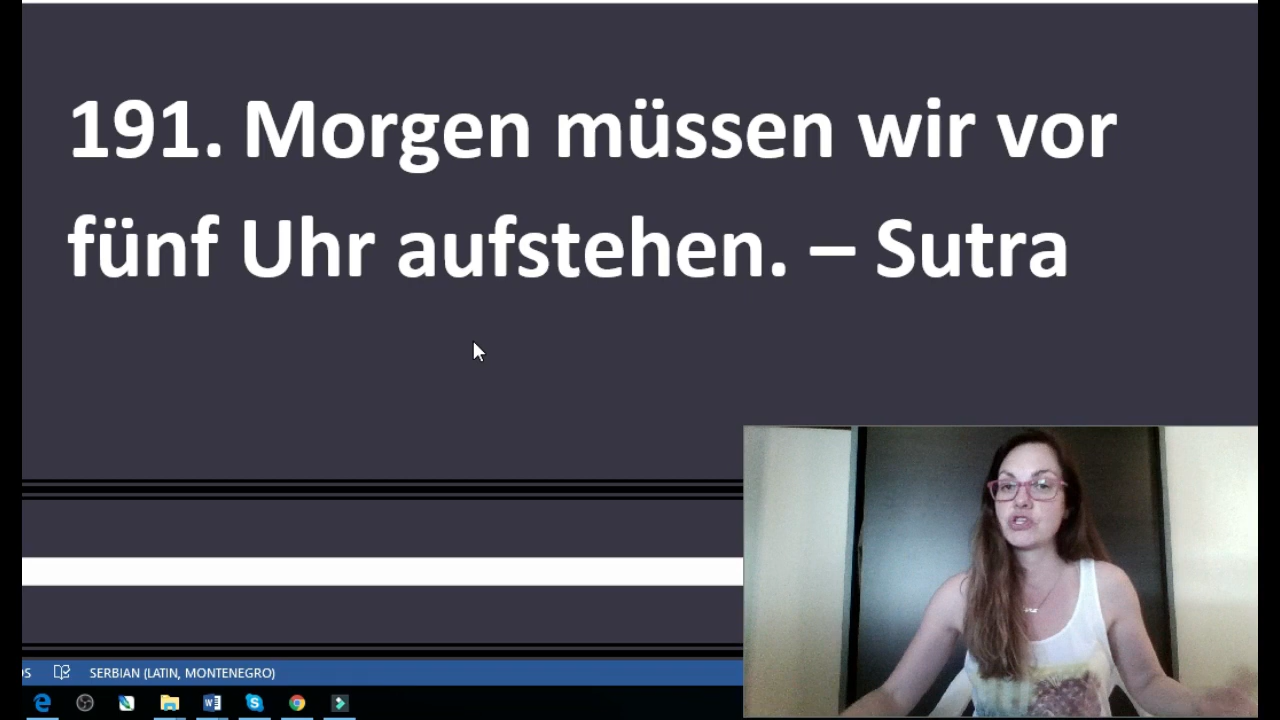 191. Morgen müssen wir vor
fünf Uhr aufstehen. – Sutra
SERBIAN (LATIN, MONTENEGRO)